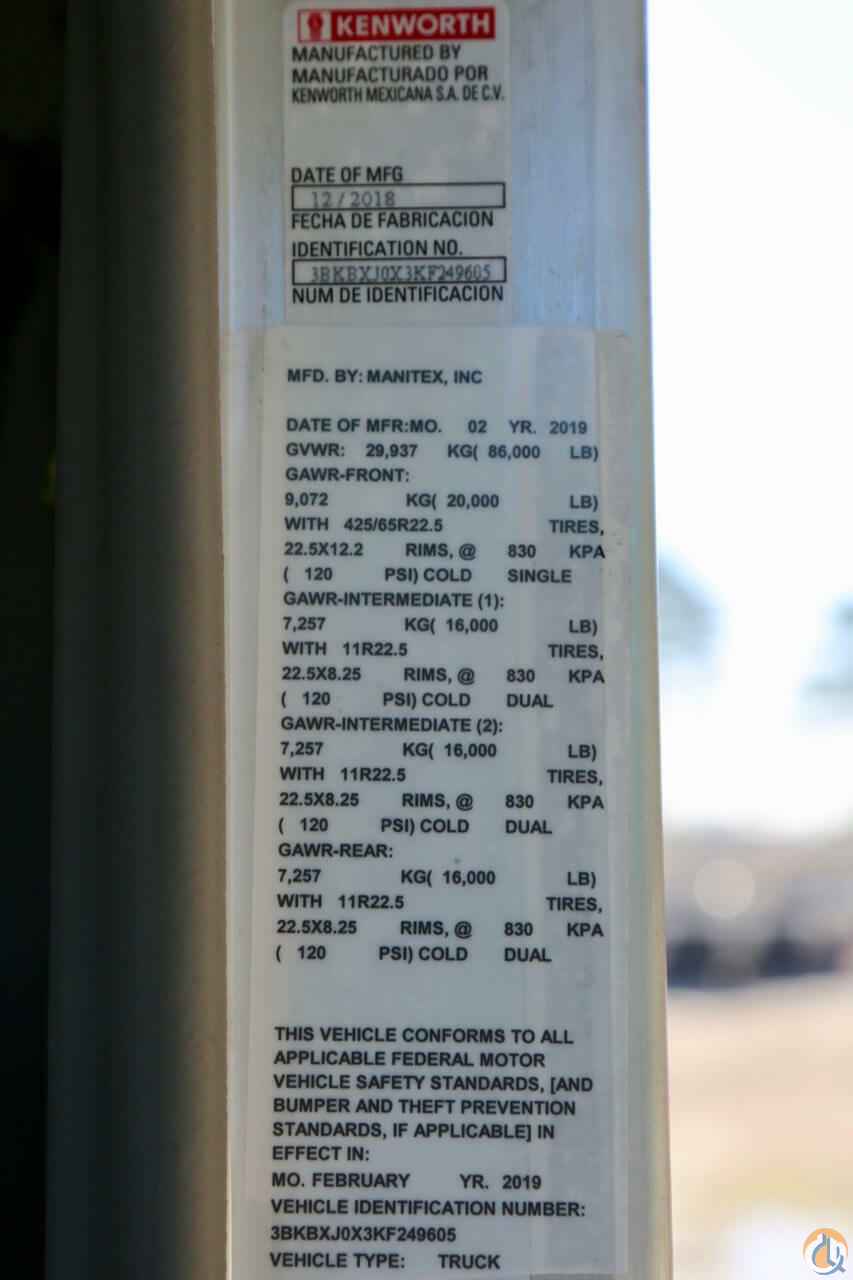 KENWORTH
MANUFACTURED BY
MANUFACTURADO POR
KENWORTH MEXICANA S.A. DE C.V.
DATE OF MFG
12/2018
FECHA DE FABRICACION
IDENTIFICATION NO.
3BKBXJ0X3KF249605
NUM DE IDENTIFICACION
MFD. BY: MANITEX, INC
DATE OF MFR:MO. 02 YR. 2019
GVWR: 29,937 KG( 86,000 LB)
GAWR-FRONT:
9,072 KG( 20,000 LB)
WITH 425/65R22.5 TIRES,
22.5X12.2 RIMS, @ 830 KPA
( 120 PSI) COLD SINGLE
GAWR-INTERMEDIATE (1):
7,257 KG( 16,000 LB)
WITH 11R22.5 TIRES,
22.5X8.25 RIMS, @ 830 KPA
( 120 PSI) COLD DUAL
GAWR-INTERMEDIATE (2):
7,257 KG( 16,000 LB)
WITH 11R22.5 TIRES,
22.5X8.25 RIMS, @ 830 KPA
( 120 PSI) COLD DUAL
GAWR-REAR:
7,257 KG( 16,000 LB)
WITH 11R22.5 TIRES,
22.5X8.25 RIMS, @ 830 KPA
( 120 PSI) COLD DUAL
THIS VEHICLE CONFORMS TO ALL
APPLICABLE FEDERAL MOTOR
VEHICLE SAFETY STANDARDS, [AND
BUMPER AND THEFT PREVENTION
STANDARDS, IF APPLICABLE] IN
EFFECT IN:
MO. FEBRUARY YR. 2019
VEHICLE IDENTIFICATION NUMBER:
3BKBXJ0X3KF249605
VEHICLE TYPE: TRUCK